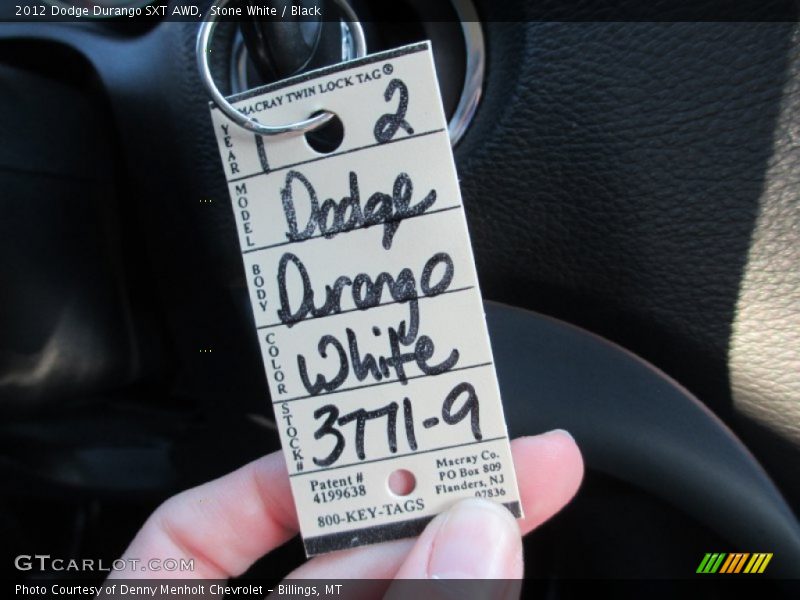 2012 Dodge Durango SXT AWD, Stone White / Black
MACRAY TWIN LOCK TAG®
YEAR 1 2
MODEL Dodge
BODY Durango
COLOR White
STOCK# 3771-9
Patent #
4199638
Macray Co.
PO Box 809
Flanders, NJ
07836
800-KEY-TAGS
GTCARLOT.COM
Photo Courtesy of Denny Menholt Chevrolet – Billings, MT